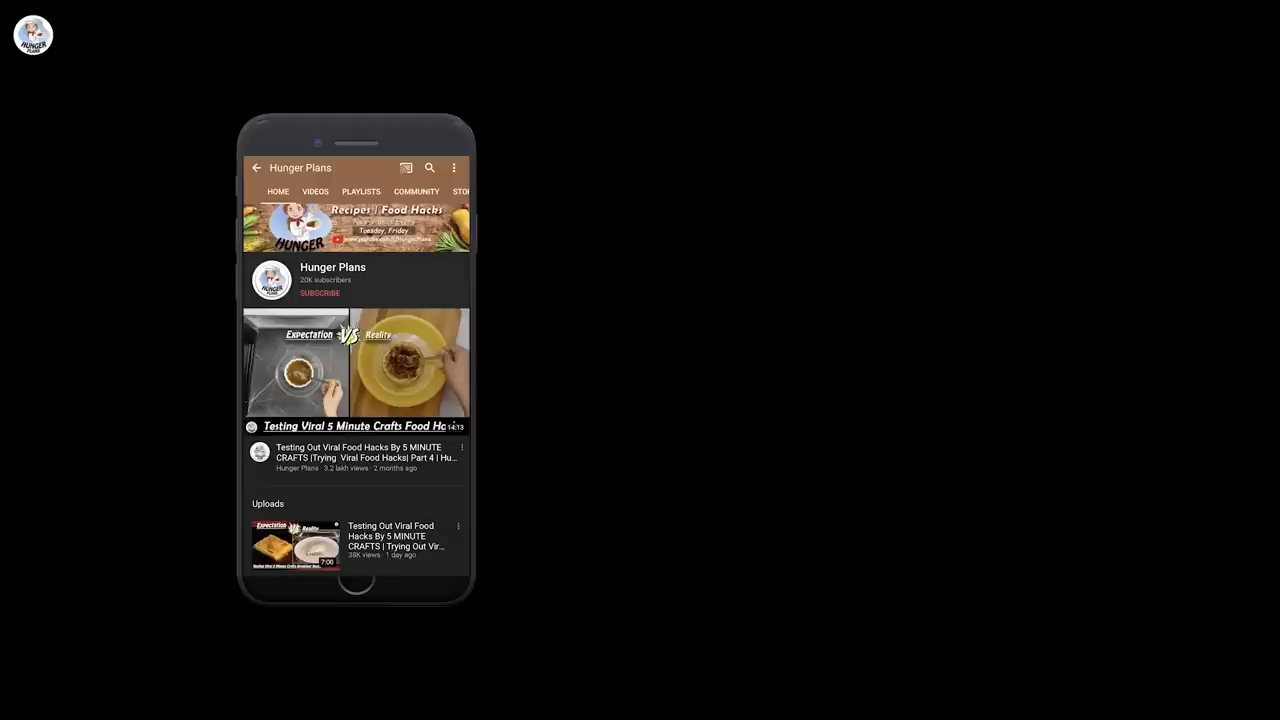 HUNGER
PLANS
Hunger Plans
HOME VIDEOS PLAYLISTS COMMUNITY STO
Recipes | Food Hacks
Tuesday, Friday
HUNGER
Hunger Plans
20K subscribers
SUBSCRIBE
Expectation VS Reality
Testing Viral 5 Minute Crafts Food Ha 14:13
Testing Out Viral Food Hacks By 5 MINUTE
CRAFTS |Trying Viral Food Hacks| Part 4 | Hu...
Hunger Plans · 3.2 lakh views · 2 months ago
Uploads
Expectation VS Reality
7:00
Testing Out Viral Food
Hacks By 5 MINUTE
CRAFTS | Trying Out Vir...
38K views · 1 day ago